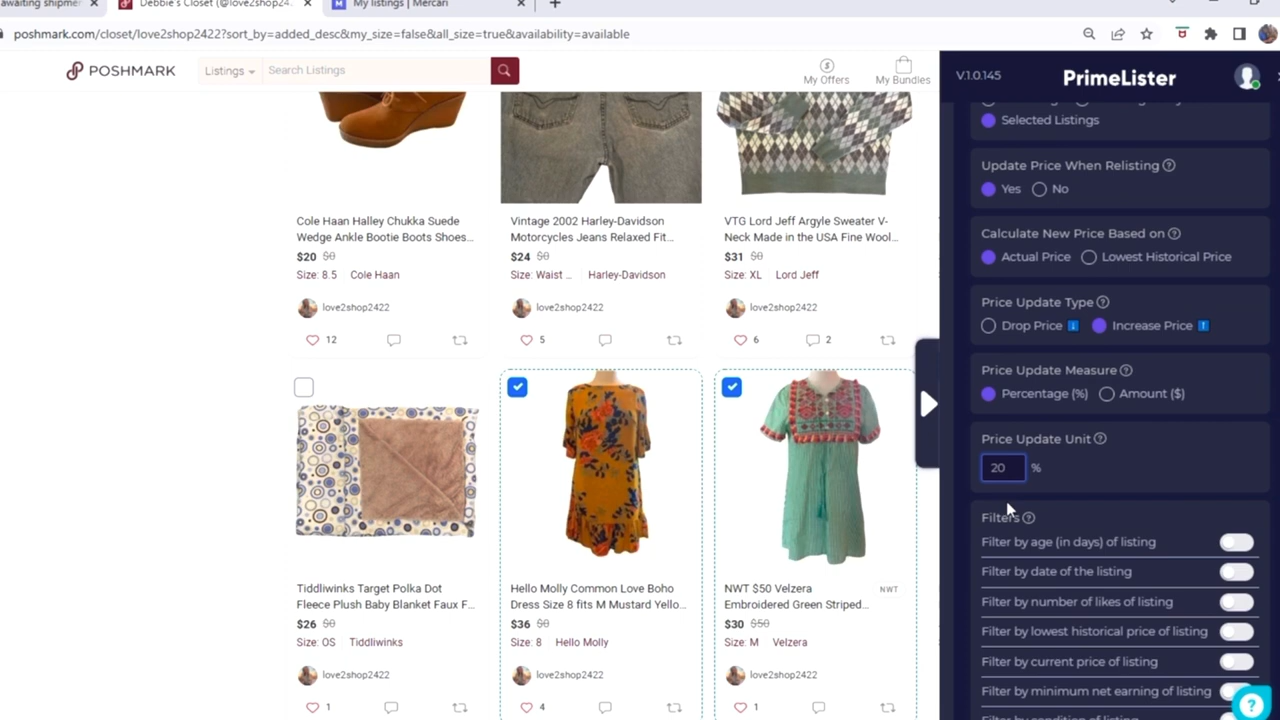 awaiting shipme
Debbie's Closet (@love2shop24
My listings | Mercari
poshmark.com/closet/love2shop2422?sort_by=added_desc&my_size=false&all_size=true&availability=available
POSHMARK
Listings
Search Listings
My Offers
My Bundles
V.1.0.145
PrimeLister
Selected Listings
Update Price When Relisting
Yes
No
Calculate New Price Based on
Actual Price
Lowest Historical Price
Price Update Type
Drop Price
Increase Price
Price Update Measure
Percentage (%)
Amount ($)
Price Update Unit
20 %
Filters
Filter by age (in days) of listing
Filter by date of the listing
Filter by number of likes of listing
Filter by lowest historical price of listing
Filter by current price of listing
Filter by minimum net earning of listing
Cole Haan Halley Chukka Suede
Wedge Ankle Bootie Boots Shoes...
$20 $0
Size: 8.5 Cole Haan
love2shop2422
12
Vintage 2002 Harley-Davidson
Motorcycles Jeans Relaxed Fit...
$24 $0
Size: Waist ... Harley-Davidson
love2shop2422
5
VTG Lord Jeff Argyle Sweater V-
Neck Made in the USA Fine Wool...
$31 $0
Size: XL Lord Jeff
love2shop2422
6
2
Tiddliwinks Target Polka Dot
Fleece Plush Baby Blanket Faux F...
$26 $0
Size: OS Tiddliwinks
love2shop2422
1
Hello Molly Common Love Boho
Dress Size 8 fits M Mustard Yello...
$36 $0
Size: 8 Hello Molly
love2shop2422
4
NWT $50 Velzera
Embroidered Green Striped...
NWT
$30 $50
Size: M Velzera
love2shop2422
1